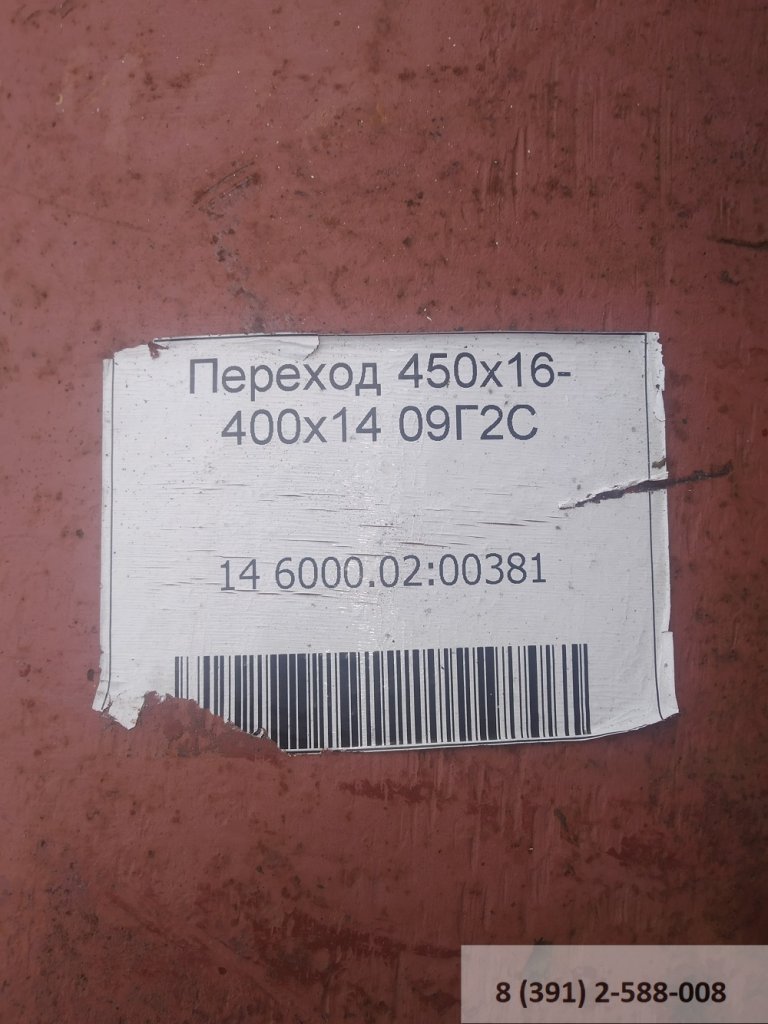 Переход 450х16-
400х14 09Г2С
14 6000.02:00381
8 (391) 2-588-008